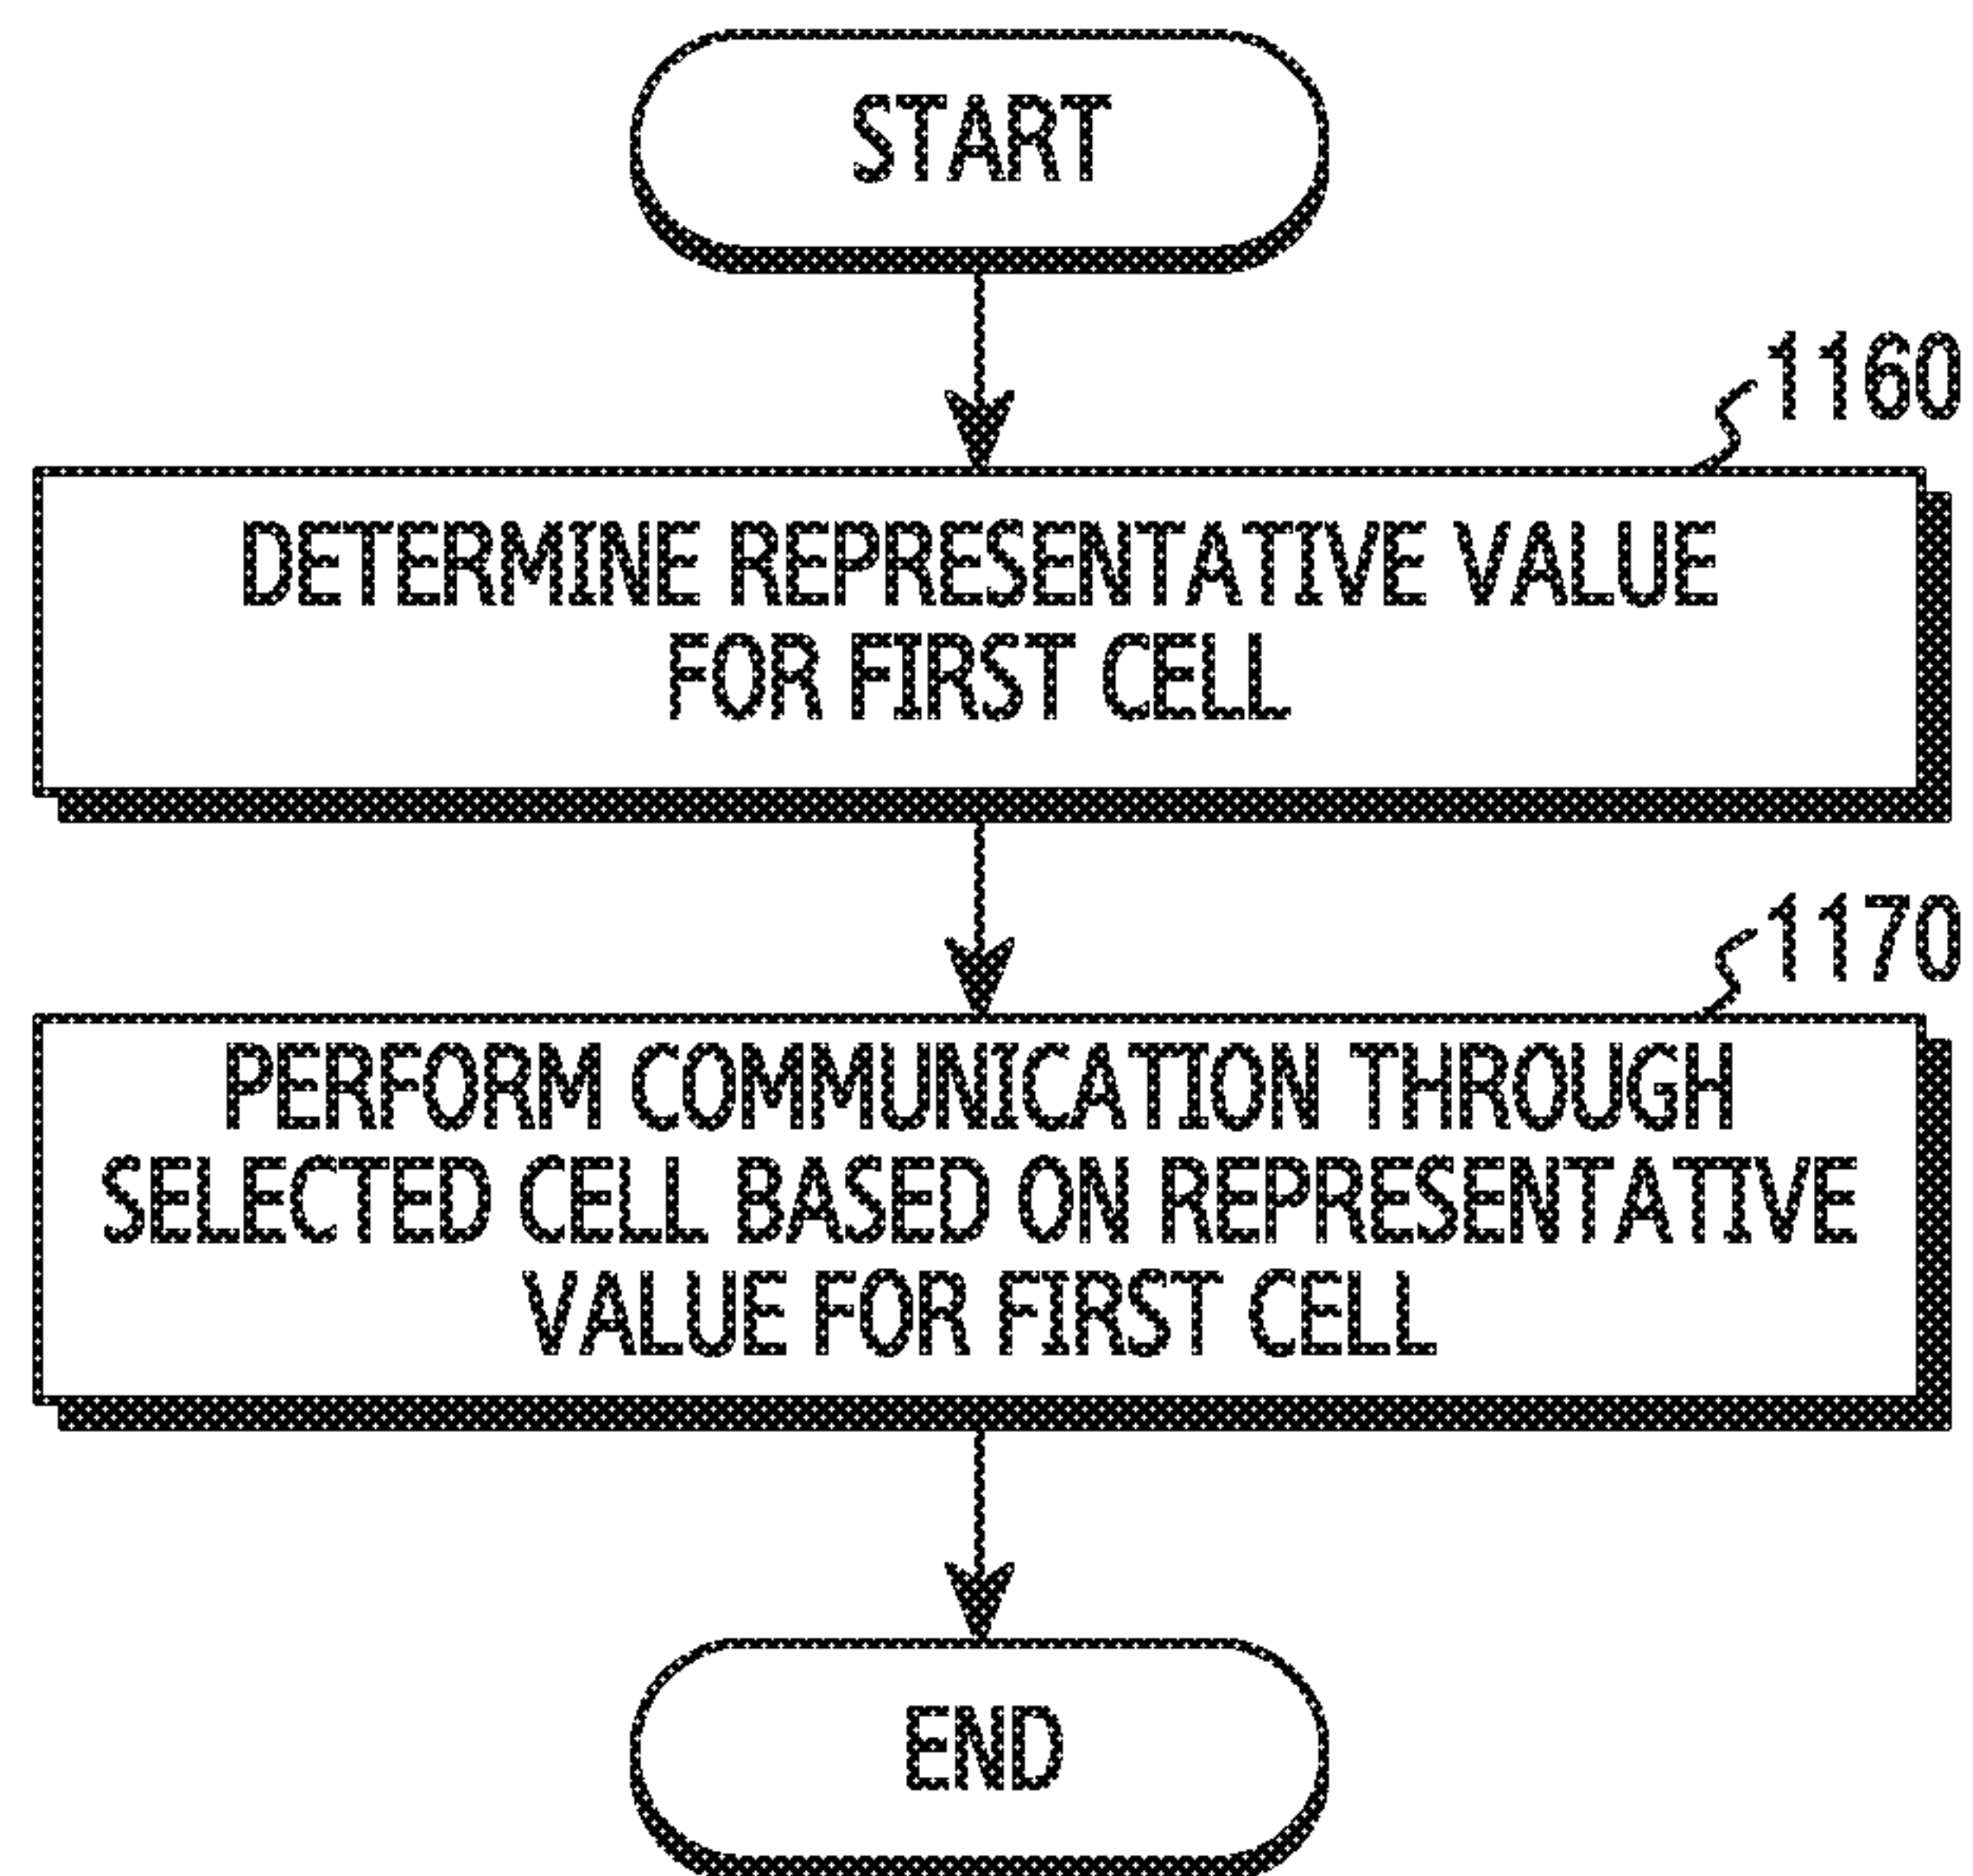 START
1160
DETERMINE REPRESENTATIVE VALUE
FOR FIRST CELL
1170
PERFORM COMMUNICATION THROUGH
SELECTED CELL BASED ON REPRESENTATIVE
VALUE FOR FIRST CELL
END